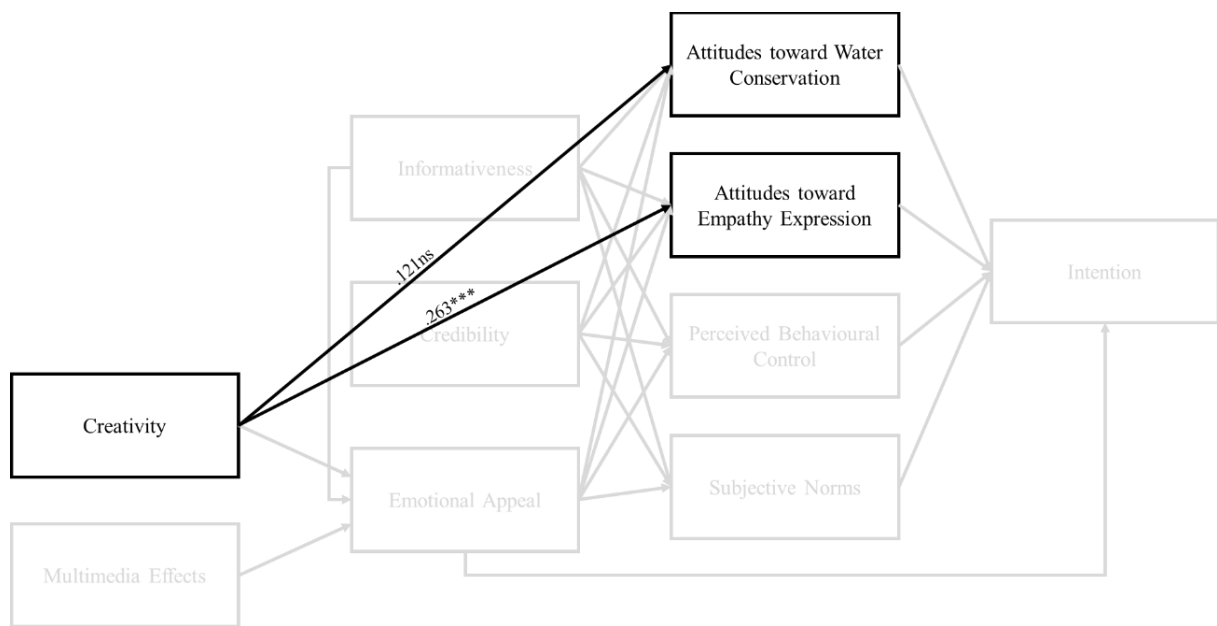 Attitudes toward Water
Conservation
Informativeness
Attitudes toward
Empathy Expression
.121ns
.263***
Intention
Credibility
Perceived Behavioural
Control
Creativity
Emotional Appeal
Subjective Norms
Multimedia Effects